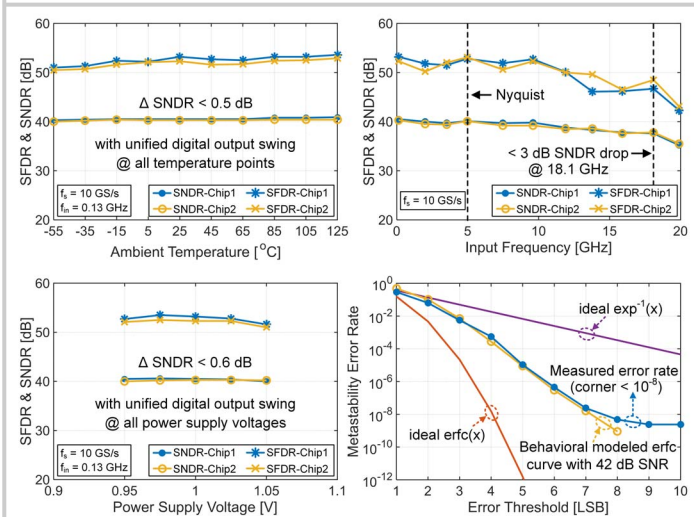 60
50
40
30
20
SFDR & SNDR [dB]
Δ SNDR < 0.5 dB
with unified digital output swing
@ all temperature points
fs = 10 GS/s
fin = 0.13 GHz
SNDR-Chip1
SFDR-Chip1
SNDR-Chip2
SFDR-Chip2
-55 -35 -15 5 25 45 65 85 105 125
Ambient Temperature [°C]
60
50
40
30
20
SFDR & SNDR [dB]
Nyquist
< 3 dB SNDR drop
@ 18.1 GHz
fs = 10 GS/s
SNDR-Chip1
SFDR-Chip1
SNDR-Chip2
SFDR-Chip2
0 5 10 15 20
Input Frequency [GHz]
60
50
40
30
20
SFDR & SNDR [dB]
Δ SNDR < 0.6 dB
with unified digital output swing
@ all power supply voltages
fs = 10 GS/s
fin = 0.13 GHz
SNDR-Chip1
SFDR-Chip1
SNDR-Chip2
SFDR-Chip2
0.9 0.95 1 1.05 1.1
Power Supply Voltage [V]
10⁰
10⁻²
10⁻⁴
10⁻⁶
10⁻⁸
10⁻¹⁰
10⁻¹²
Metastability Error Rate
ideal exp⁻¹(x)
Measured error rate
(corner < 10⁻⁸)
ideal erfc(x)
Behavioral modeled erfc
curve with 42 dB SNR
1 2 3 4 5 6 7 8 9 10
Error Threshold [LSB]